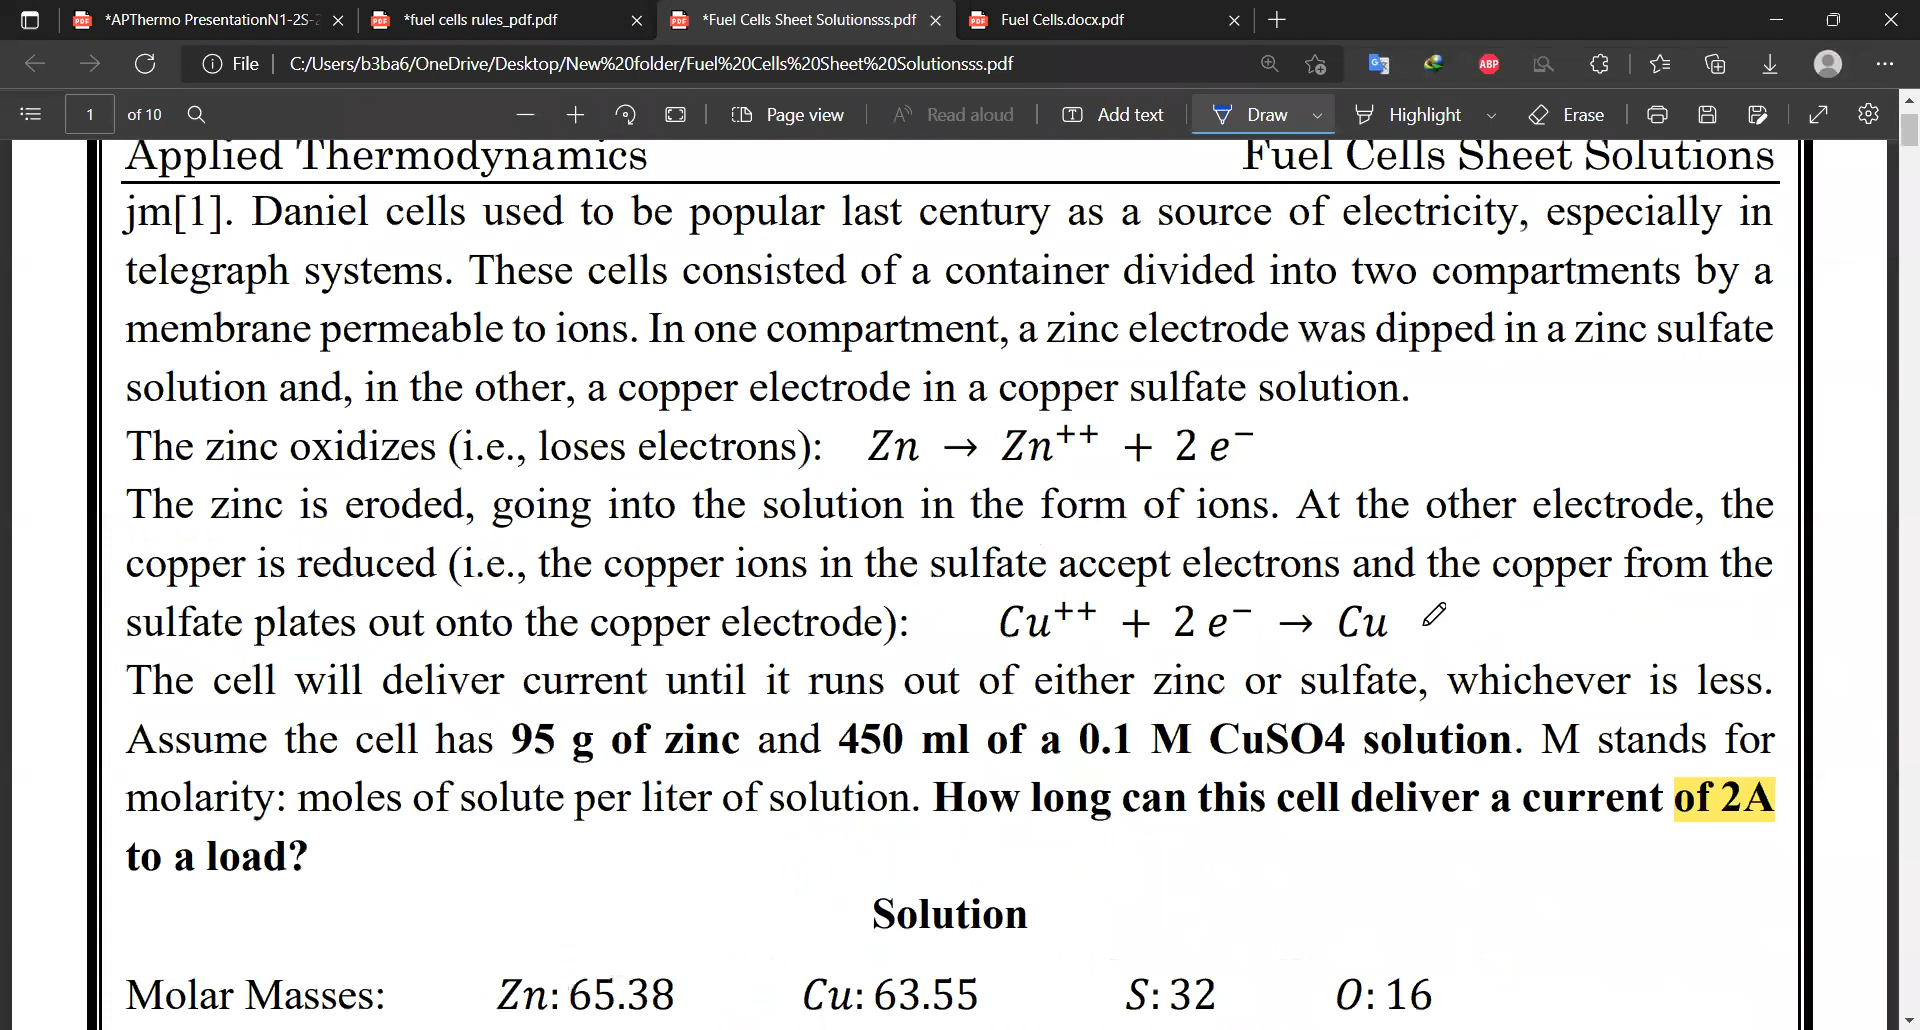 *APThermo PresentationN1-2S-2
*fuel cells rules_pdf.pdf
*Fuel Cells Sheet Solutionsss.pdf
Fuel Cells.docx.pdf
File
C:/Users/b3ba6/OneDrive/Desktop/New%20folder/Fuel%20Cells%20Sheet%20Solutionsss.pdf
ABP
1 of 10
Page view
Read aloud
Add text
Draw
Highlight
Erase
Applied Thermodynamics Fuel Cells Sheet Solutions
jm[1]. Daniel cells used to be popular last century as a source of electricity, especially in
telegraph systems. These cells consisted of a container divided into two compartments by a
membrane permeable to ions. In one compartment, a zinc electrode was dipped in a zinc sulfate
solution and, in the other, a copper electrode in a copper sulfate solution.
The zinc oxidizes (i.e., loses electrons): Zn → Zn⁺⁺ + 2 e⁻
The zinc is eroded, going into the solution in the form of ions. At the other electrode, the
copper is reduced (i.e., the copper ions in the sulfate accept electrons and the copper from the
sulfate plates out onto the copper electrode): Cu⁺⁺ + 2 e⁻ → Cu
The cell will deliver current until it runs out of either zinc or sulfate, whichever is less.
Assume the cell has 95 g of zinc and 450 ml of a 0.1 M CuSO4 solution. M stands for
molarity: moles of solute per liter of solution. How long can this cell deliver a current of 2A
to a load?
Solution
Molar Masses: Zn: 65.38 Cu: 63.55 S: 32 O: 16